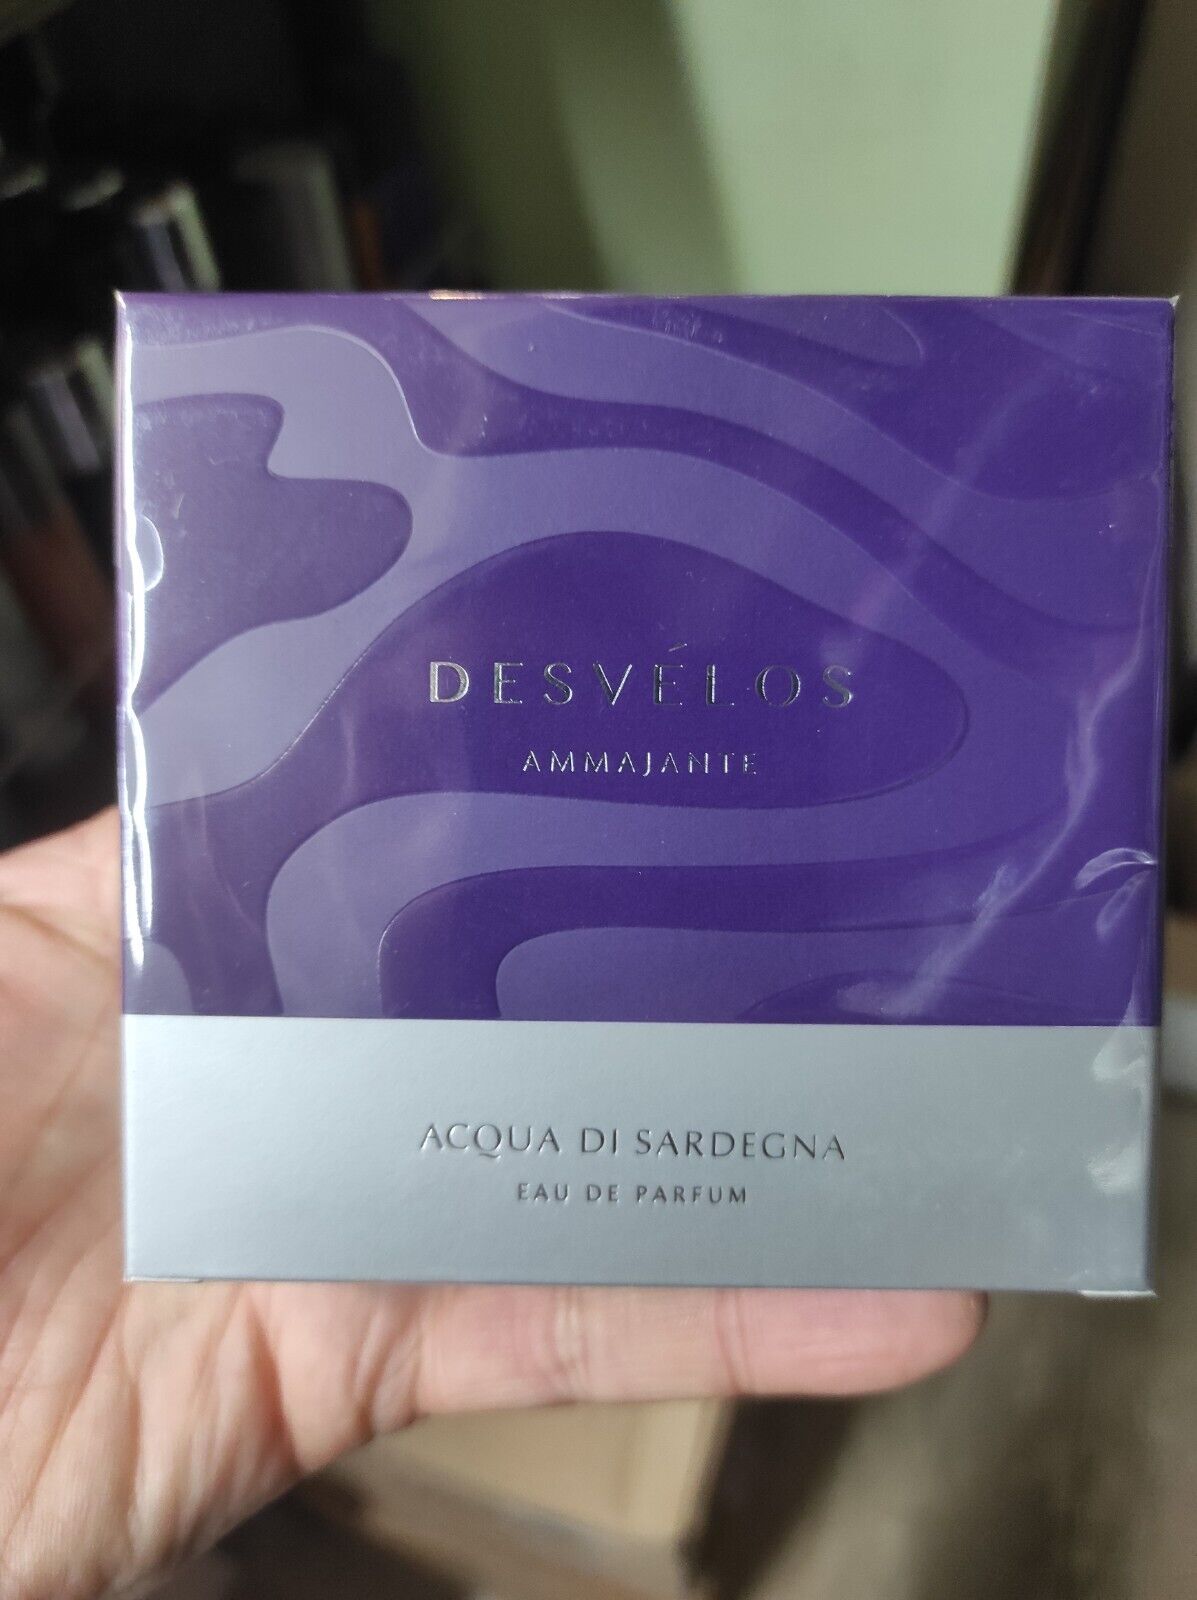 DESVÉLOS
AMMAJANTE
ACQUA DI SARDEGNA
EAU DE PARFUM